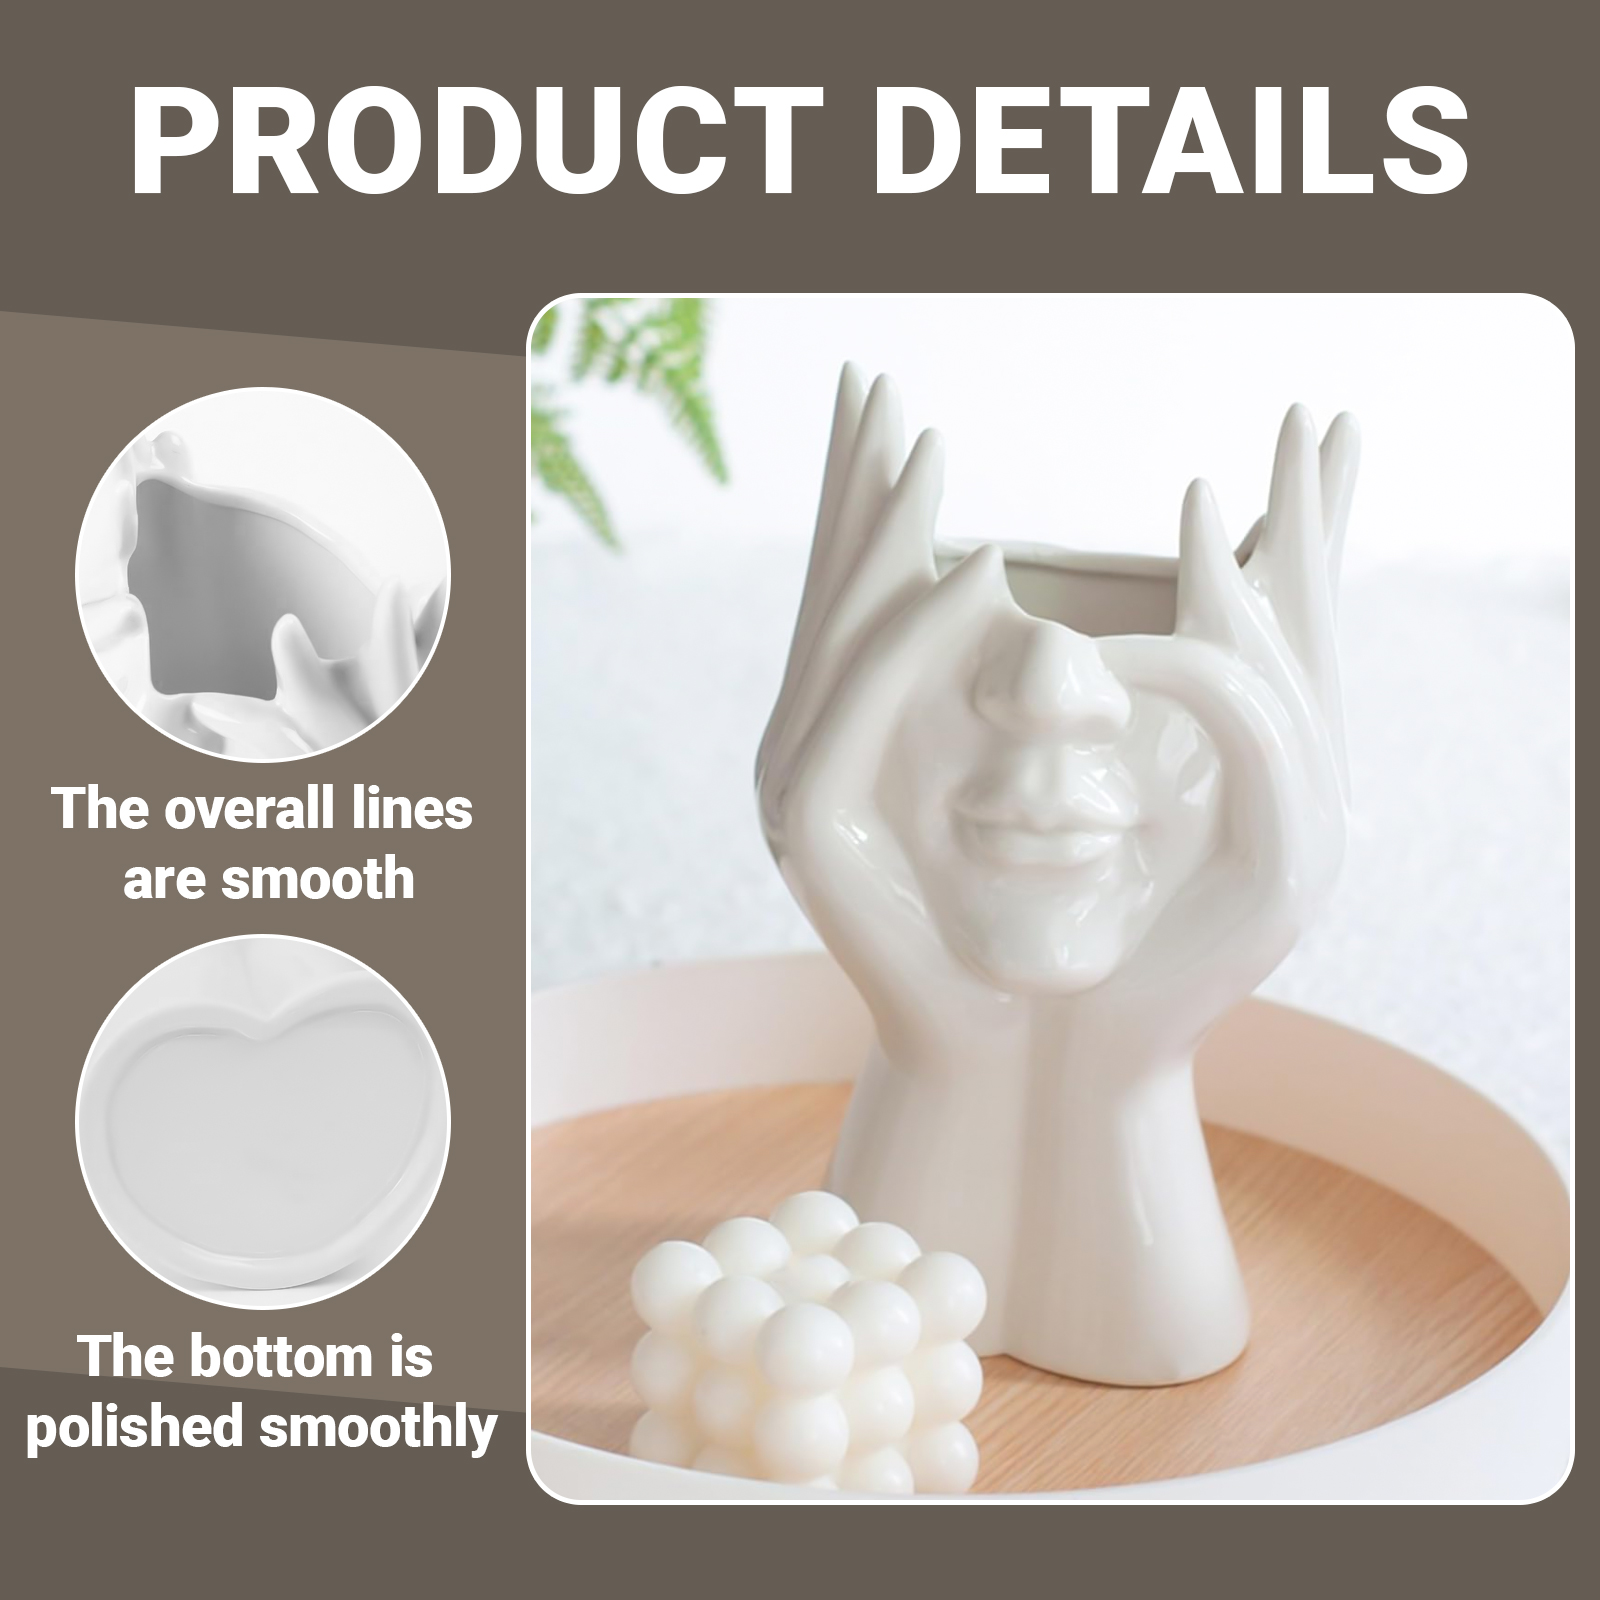 PRODUCT DETAILS
The overall lines
are smooth
The bottom is
polished smoothly